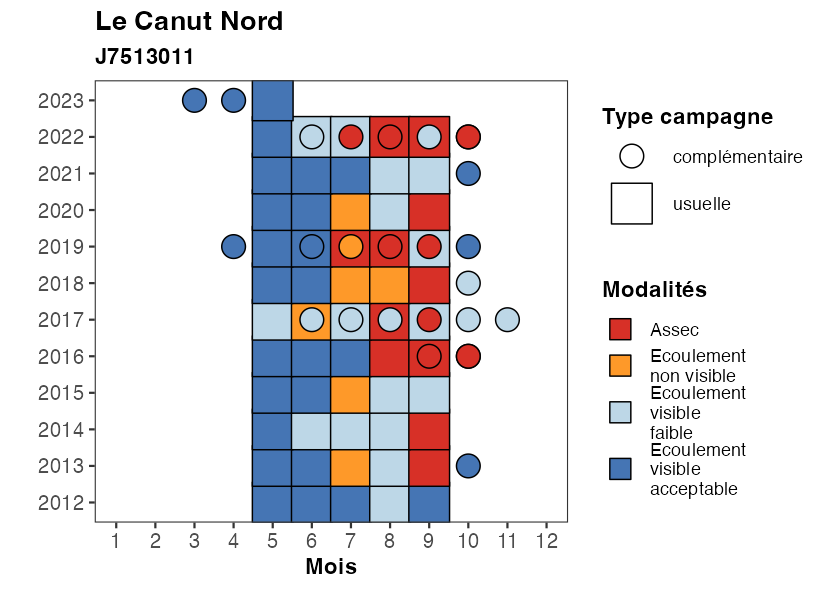 Le Canut Nord
J7513011
2023
2022
2021
2020
2019
2018
2017
2016
2015
2014
2013
2012
1 2 3 4 5 6 7 8 9 10 11 12
Mois
Type campagne
complémentaire
usuelle
Modalités
Assec
Ecoulement
non visible
Ecoulement
visible
faible
Ecoulement
visible
acceptable